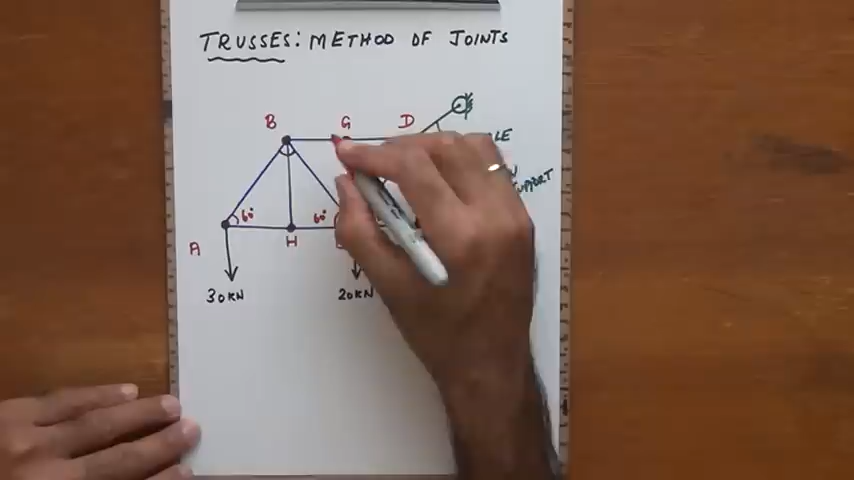 TRUSSES: METHOD OF JOINTS
B G D
60° 60°
A H
30KN 20KN